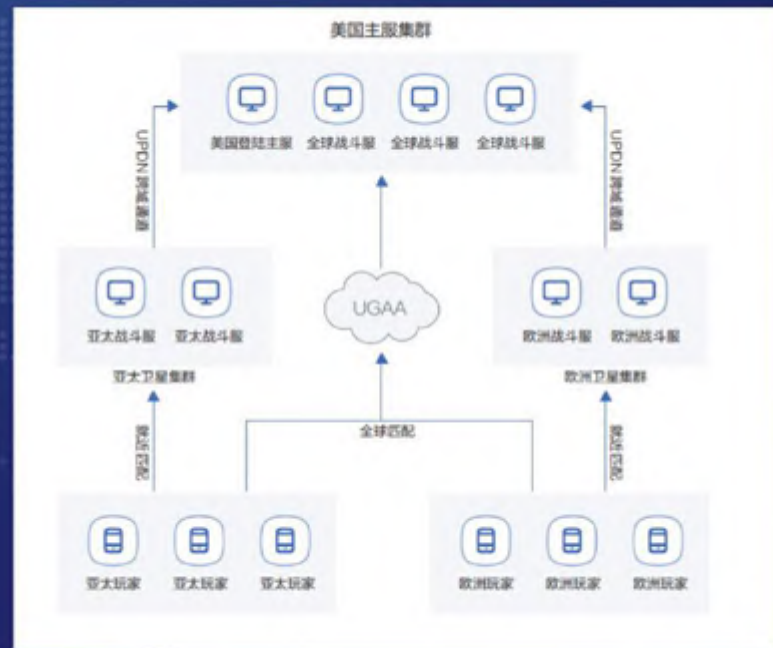 美国主服集群
美国登陆主服 全球战斗服 全球战斗服 全球战斗服
UPDN 跨域通道
UPDN 跨域通道
UGAA
亚太战斗服 亚太战斗服
欧洲战斗服 欧洲战斗服
亚太卫星集群
欧洲卫星集群
就近匹配
全球匹配
就近匹配
亚太玩家 亚太玩家 亚太玩家
欧洲玩家 欧洲玩家 欧洲玩家